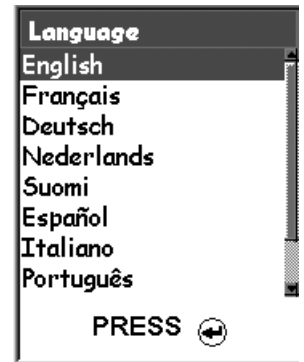 Language
English
Français
Deutsch
Nederlands
Suomi
Español
Italiano
Português
PRESS